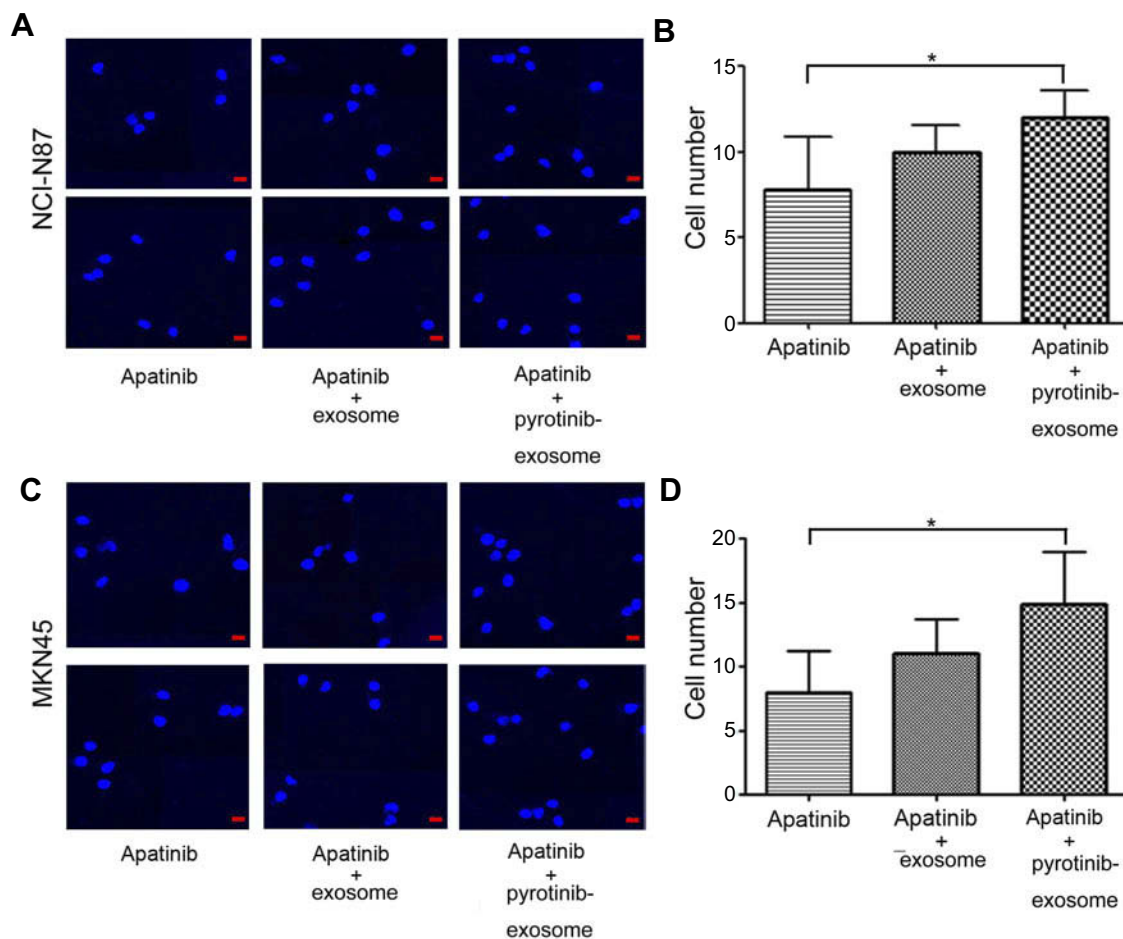 A
NCI-N87
Apatinib
Apatinib
+
exosome
Apatinib
+
pyrotinib-
exosome
B
Cell number
15
10
5
0
*
Apatinib
Apatinib
+
exosome
Apatinib
+
pyrotinib-
exosome
C
MKN45
Apatinib
Apatinib
+
exosome
Apatinib
+
pyrotinib-
exosome
D
Cell number
20
15
10
5
0
*
Apatinib
Apatinib
+
_exosome
Apatinib
+
pyrotinib-
exosome